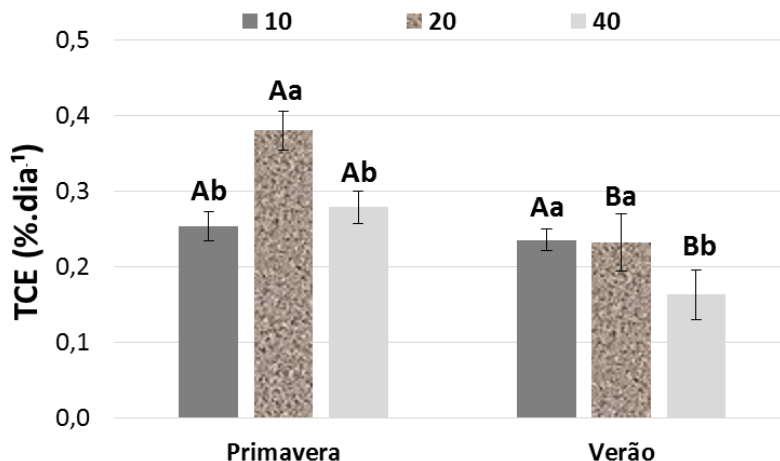 10 20 40
0,5
0,4
0,3
0,2
0,1
0,0
TCE (%.dia-¹)
Ab
Aa
Ab
Aa
Ba
Bb
Primavera Verão